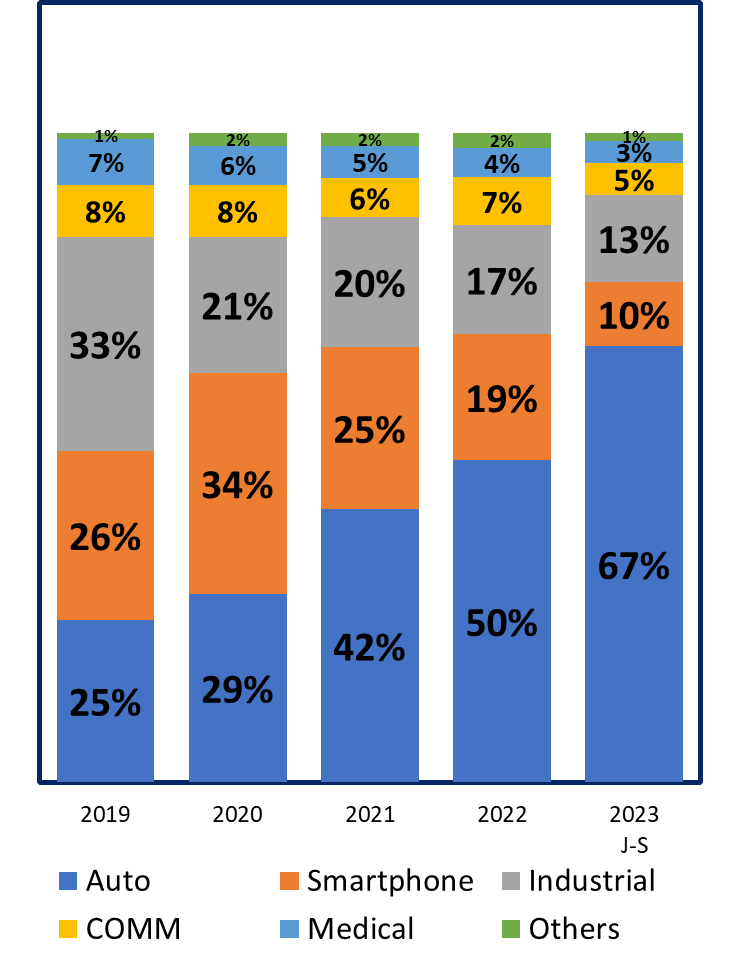 1% 2% 2% 2% 1%
7% 6% 5% 4% 3%
8% 8% 6% 7% 5%
33% 21% 20% 17% 13%
26% 34% 25% 19% 10%
25% 29% 42% 50% 67%
2019 2020 2021 2022 2023
J-S
Auto Smartphone Industrial
COMM Medical Others